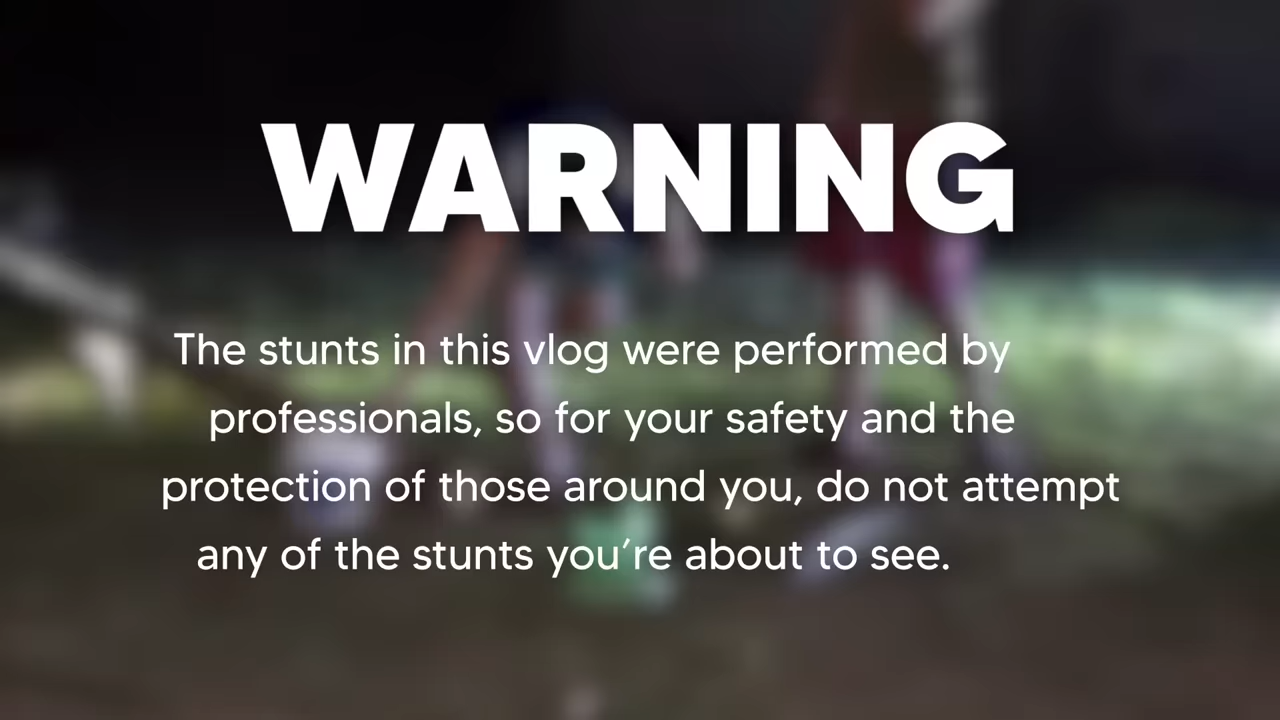 WARNING
The stunts in this vlog were performed by
professionals, so for your safety and the
protection of those around you, do not attempt
any of the stunts you’re about to see.